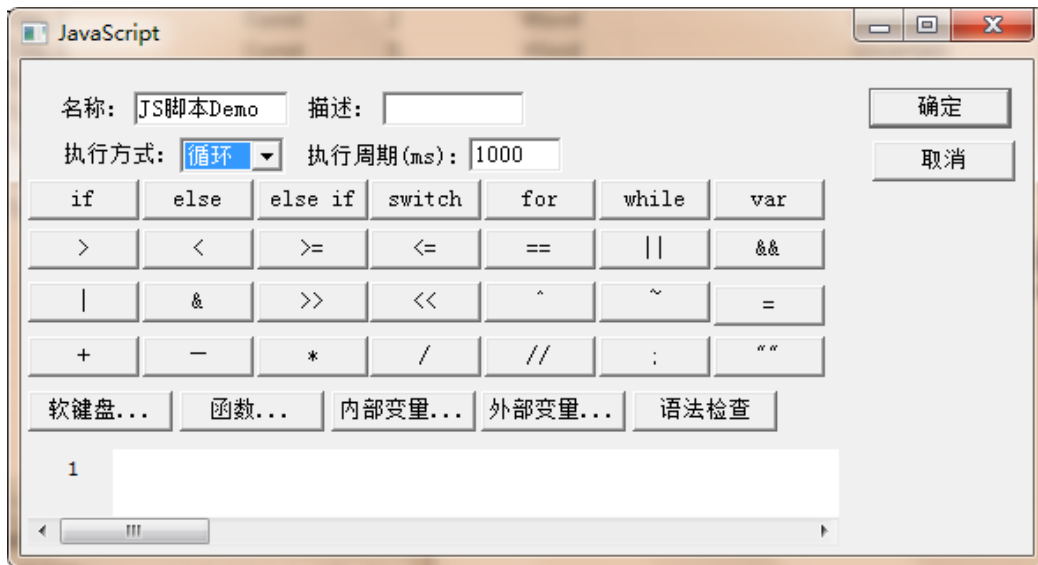 JavaScript
名称: JS脚本Demo 描述: 确定
执行方式: 循环 执行周期(ms): 1000 取消
if else else if switch for while var
> < >= <= == || &&
| & >> << ^ ~ =
+ — * / // ; ""
软键盘... 函数... 内部变量... 外部变量... 语法检查
1